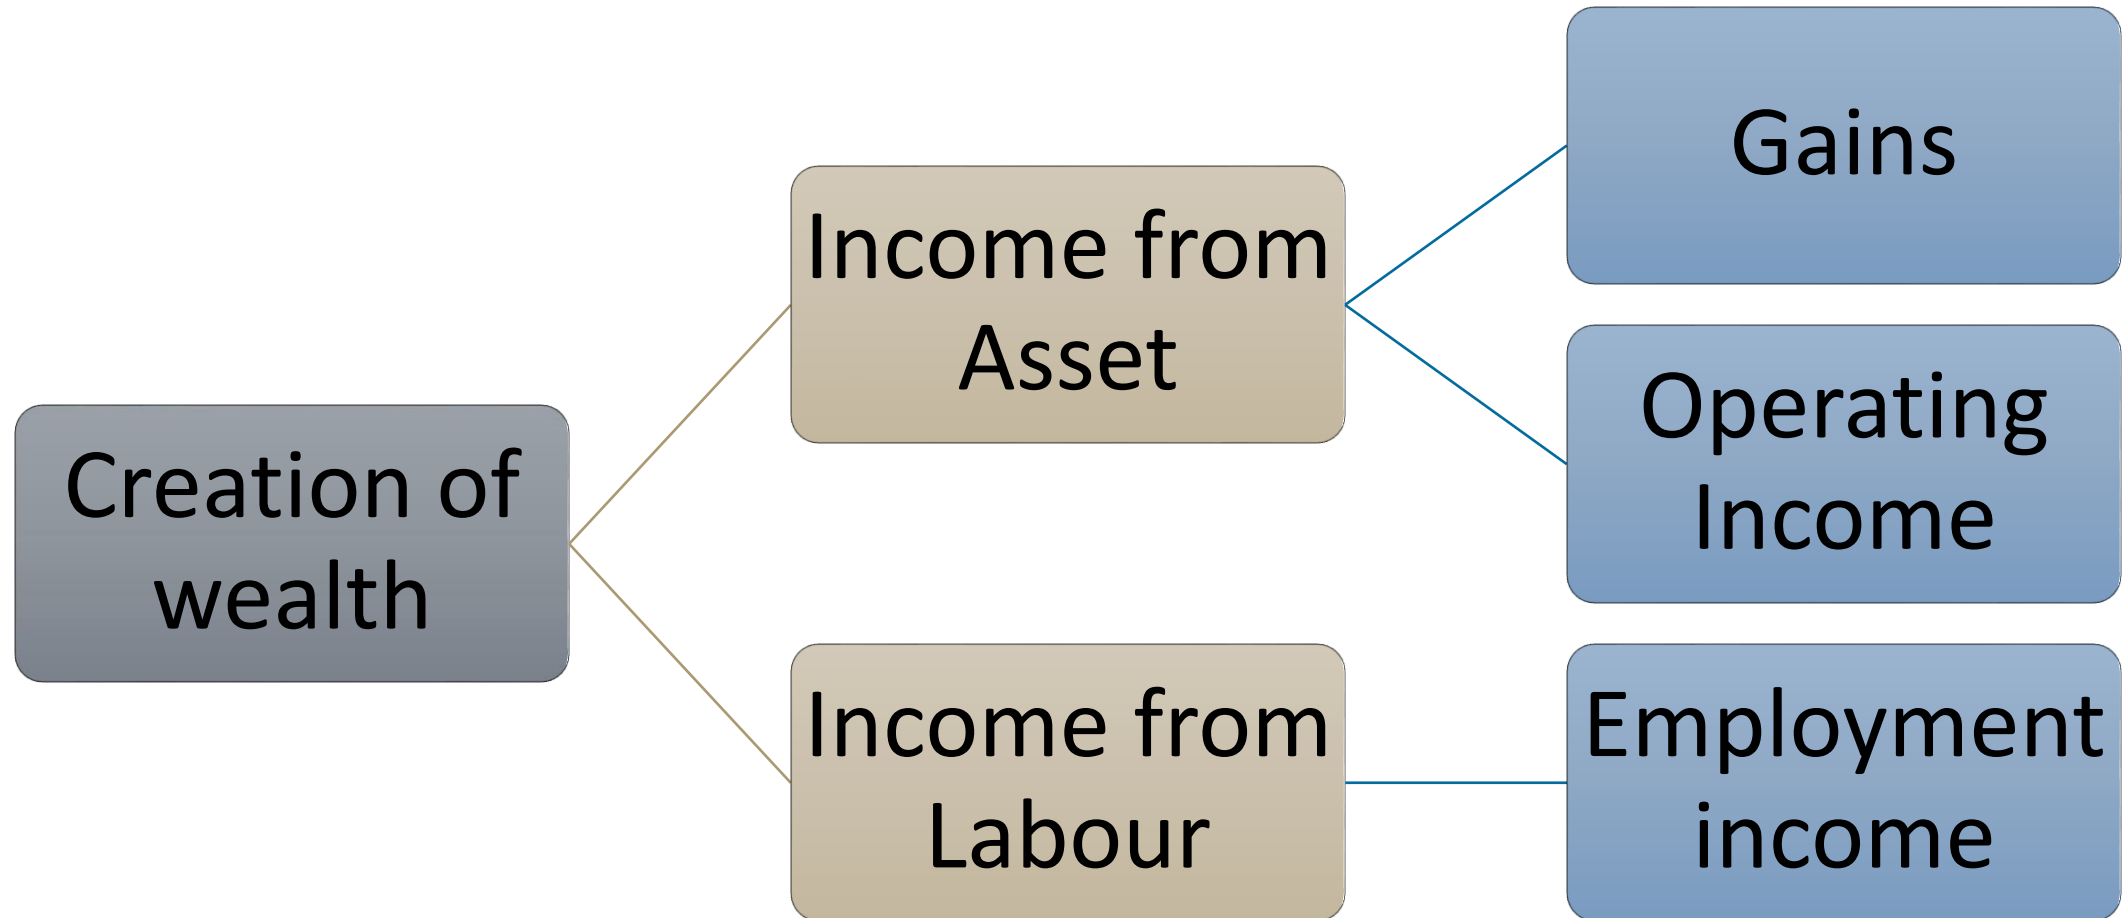 Creation of
wealth
Income from
Asset
Income from
Labour
Gains
Operating
Income
Employment
income